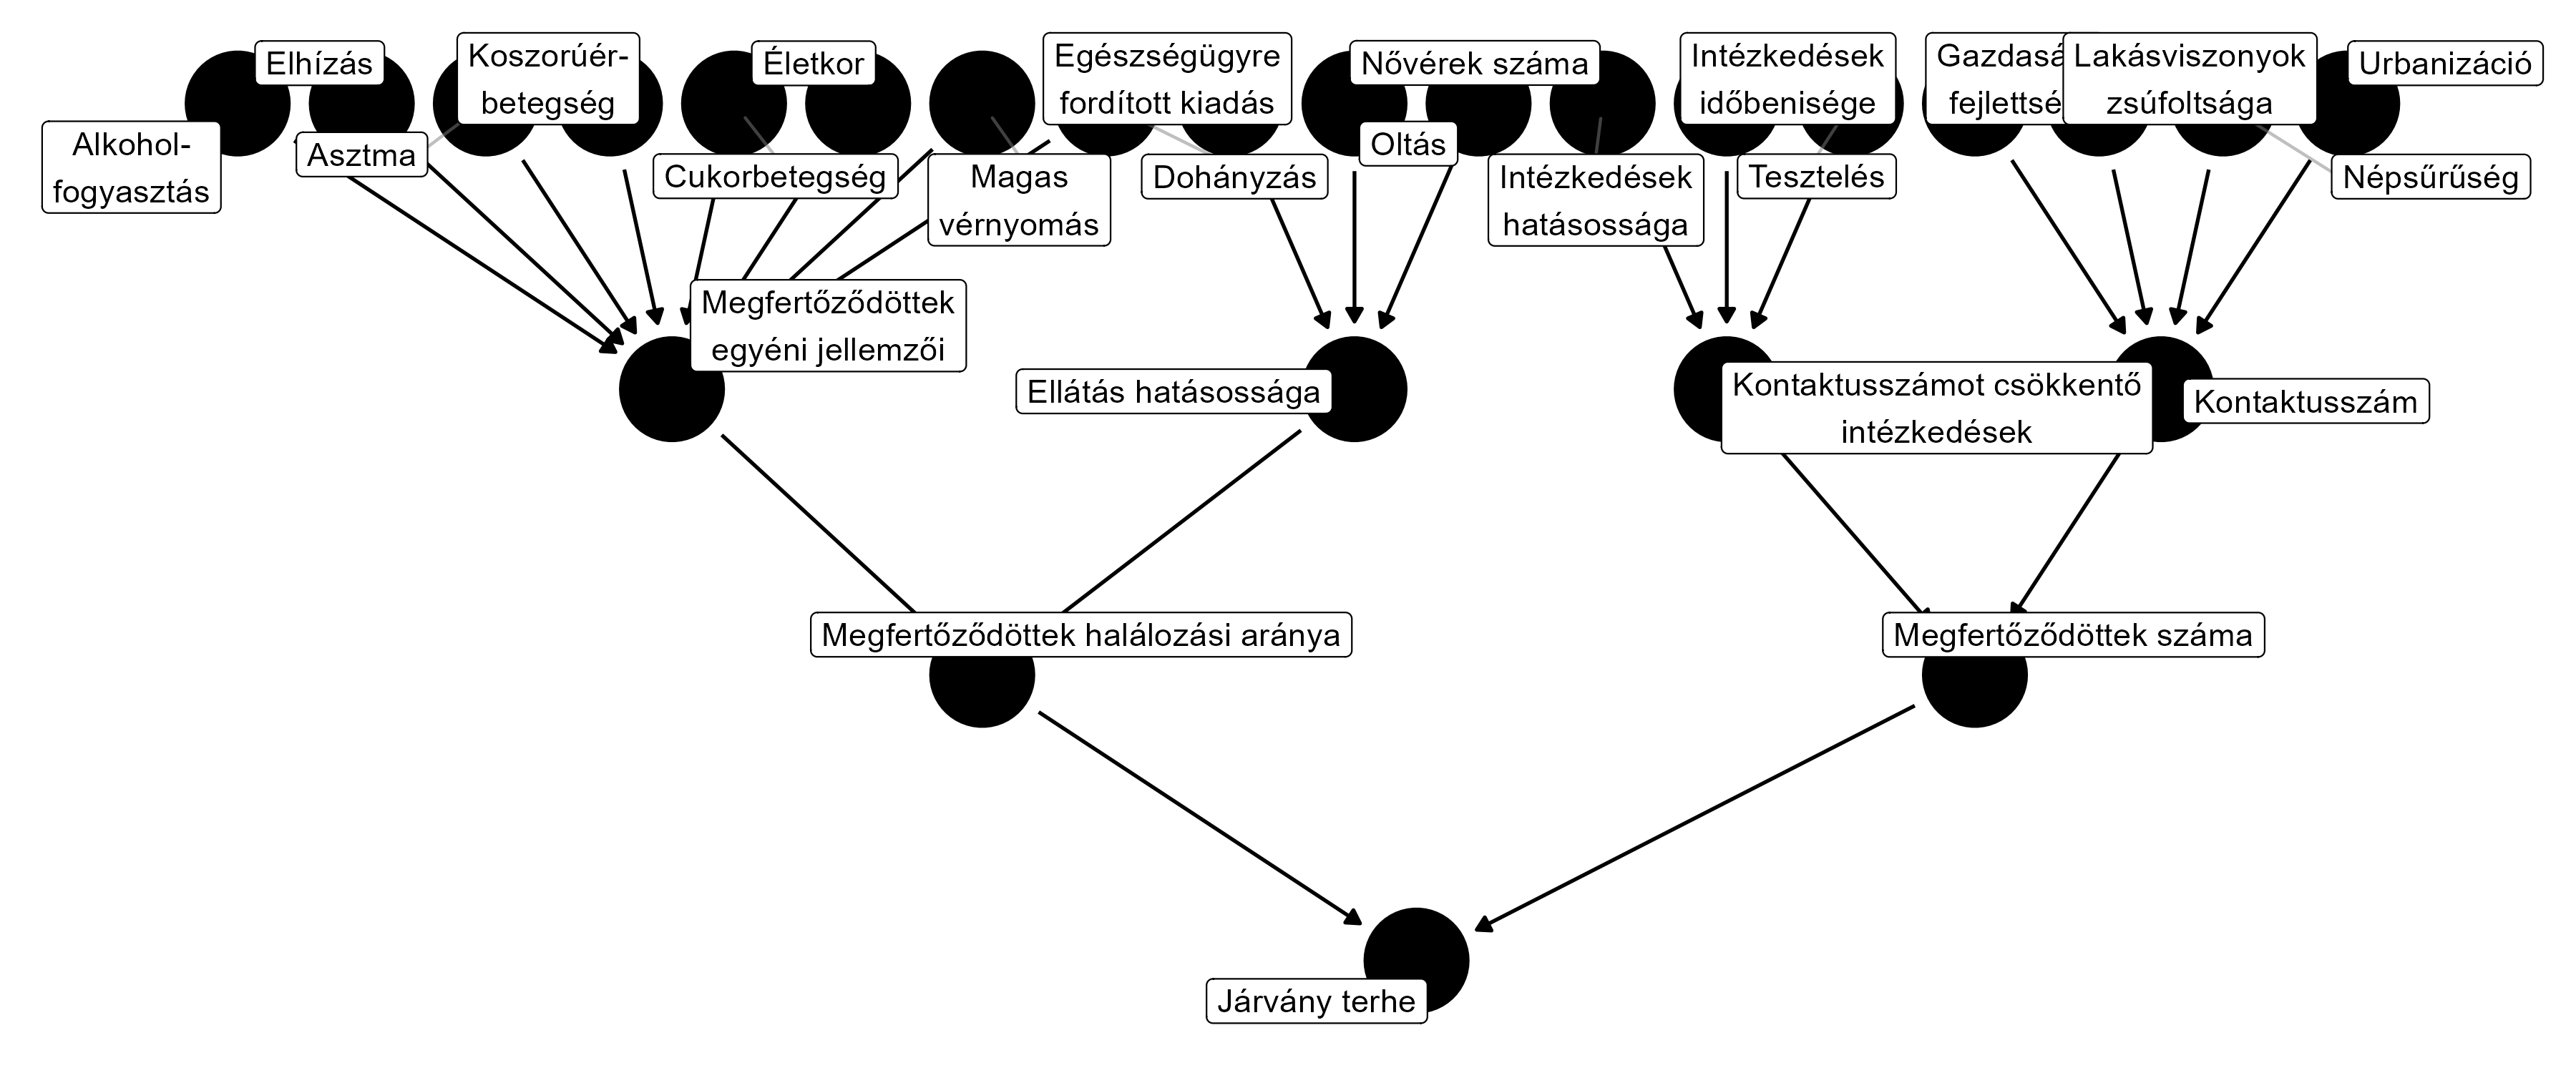 Elhízás
Koszorúér-
betegség
Életkor
Egészségügyre
fordított kiadás
Nővérek száma
Intézkedések
időbenisége
Gazdasá
fejlettsé
Lakásviszonyok
zsúfoltsága
Urbanizáció
Alkohol-
fogyasztás
Asztma
Cukorbetegség
Magas
vérnyomás
Dohányzás
Oltás
Intézkedések
hatásossága
Tesztelés
Népsűrűség
Megfertőződöttek
egyéni jellemzői
Ellátás hatásossága
Kontaktusszámot csökkentő
intézkedések
Kontaktusszám
Megfertőződöttek halálozási aránya
Megfertőződöttek száma
Járvány terhe